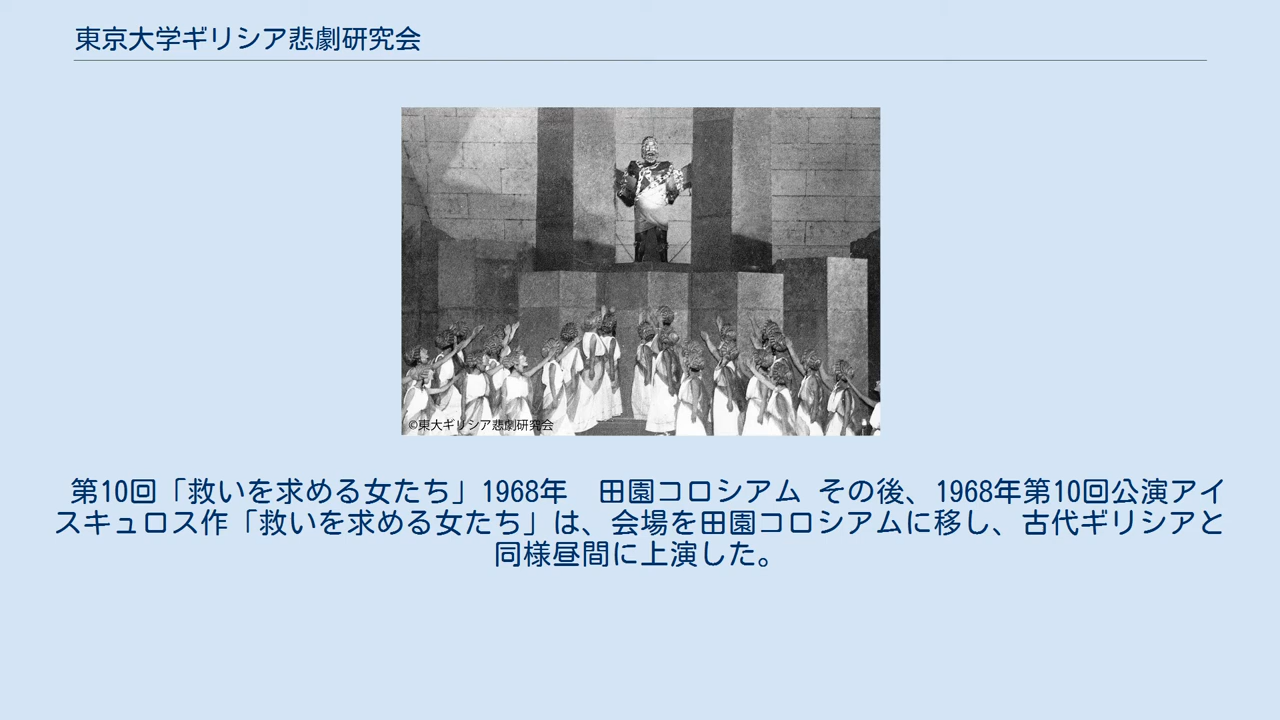 東京大学ギリシア悲劇研究会
©東大ギリシア悲劇研究会
第10回「救いを求める女たち」1968年　田園コロシアム その後、1968年第10回公演アイ
スキュロス作「救いを求める女たち」は、会場を田園コロシアムに移し、古代ギリシアと
同様昼間に上演した。